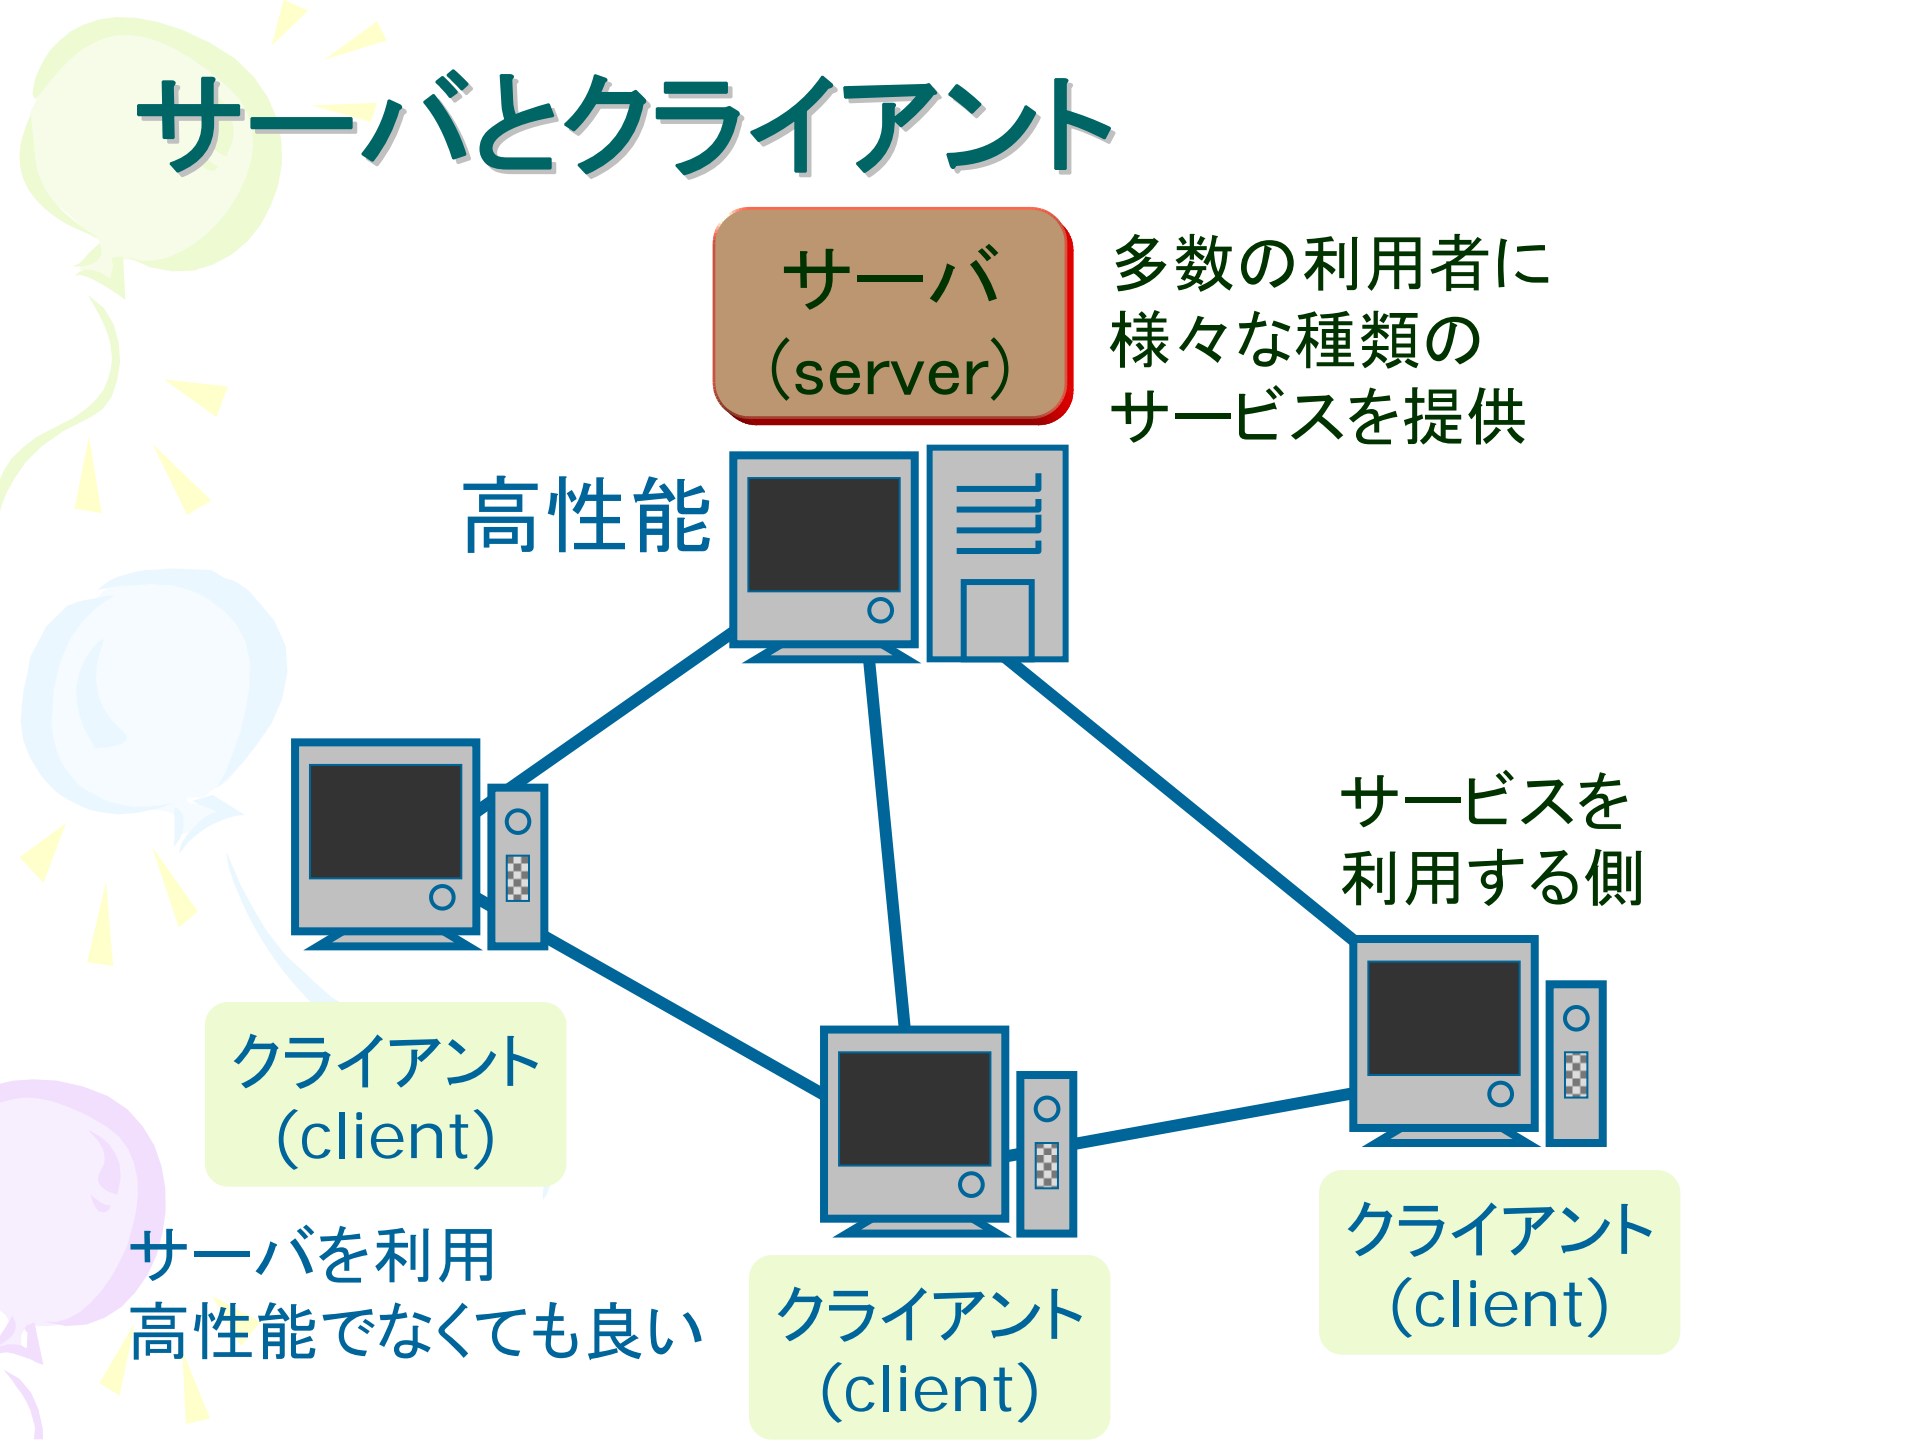 サーバとクライアント
サーバ
(server)
多数の利用者に
様々な種類の
サービスを提供
高性能
サービスを
利用する側
クライアント
(client)
サーバを利用
高性能でなくても良い
クライアント
(client)
クライアント
(client)